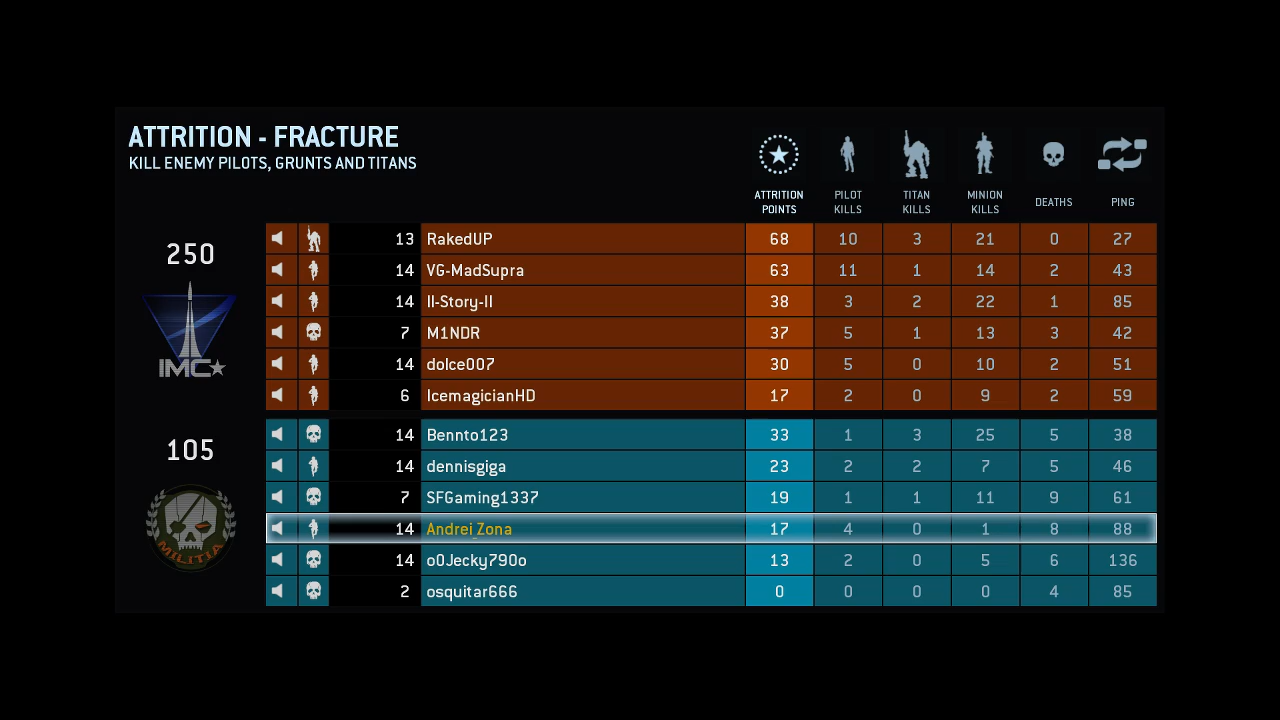 ATTRITION - FRACTURE
KILL ENEMY PILOTS, GRUNTS AND TITANS
ATTRITION POINTS PILOT KILLS TITAN KILLS MINION KILLS DEATHS PING
250
IMC
13 RakedUP 68 10 3 21 0 27
14 VG-MadSupra 63 11 1 14 2 43
14 II-Story-II 38 3 2 22 1 85
7 M1NDR 37 5 1 13 3 42
14 dolce007 30 5 0 10 2 51
6 IcemagicianHD 17 2 0 9 2 59
105
MILITIA
14 Bennto123 33 1 3 25 5 38
14 dennisgiga 23 2 2 7 5 46
7 SFGaming1337 19 1 1 11 9 61
14 Andrei_Zona 17 4 0 1 8 88
14 o0Jecky790o 13 2 0 5 6 136
2 osquitar666 0 0 0 0 4 85